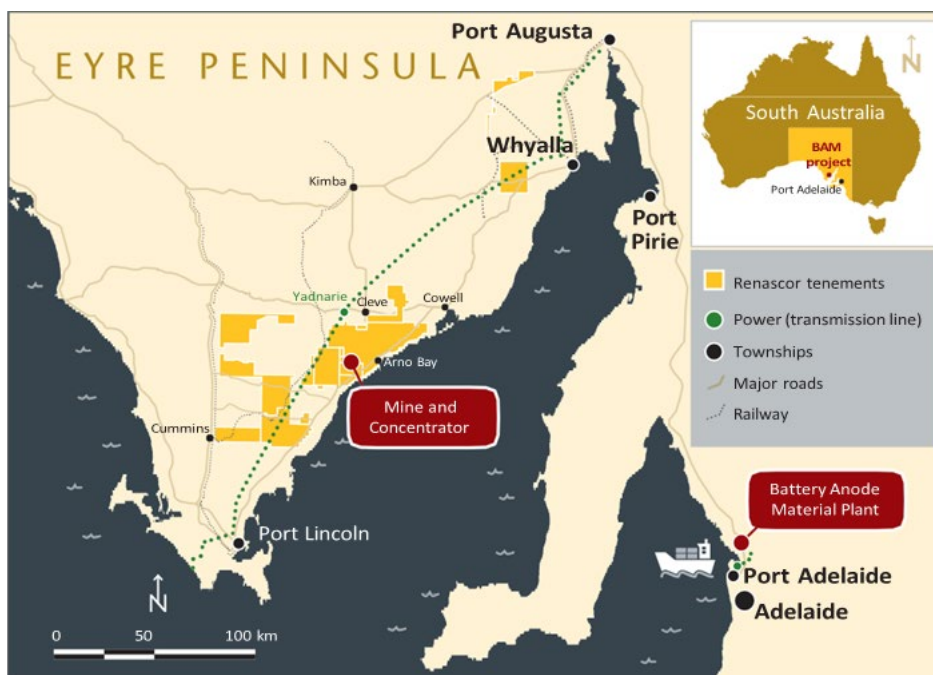 EYRE PENINSULA
Port Augusta
Whyalla
Kimba
Port
Pirie
Yadnarie
Cleve
Cowell
Arno Bay
Mine and
Concentrator
Cummins
Port Lincoln
N
0 50 100 km
N
South Australia
BAM
project
Port Adelaide
Renascor tenements
Power (transmission line)
Townships
Major roads
Railway
Battery Anode
Material Plant
Port Adelaide
Adelaide